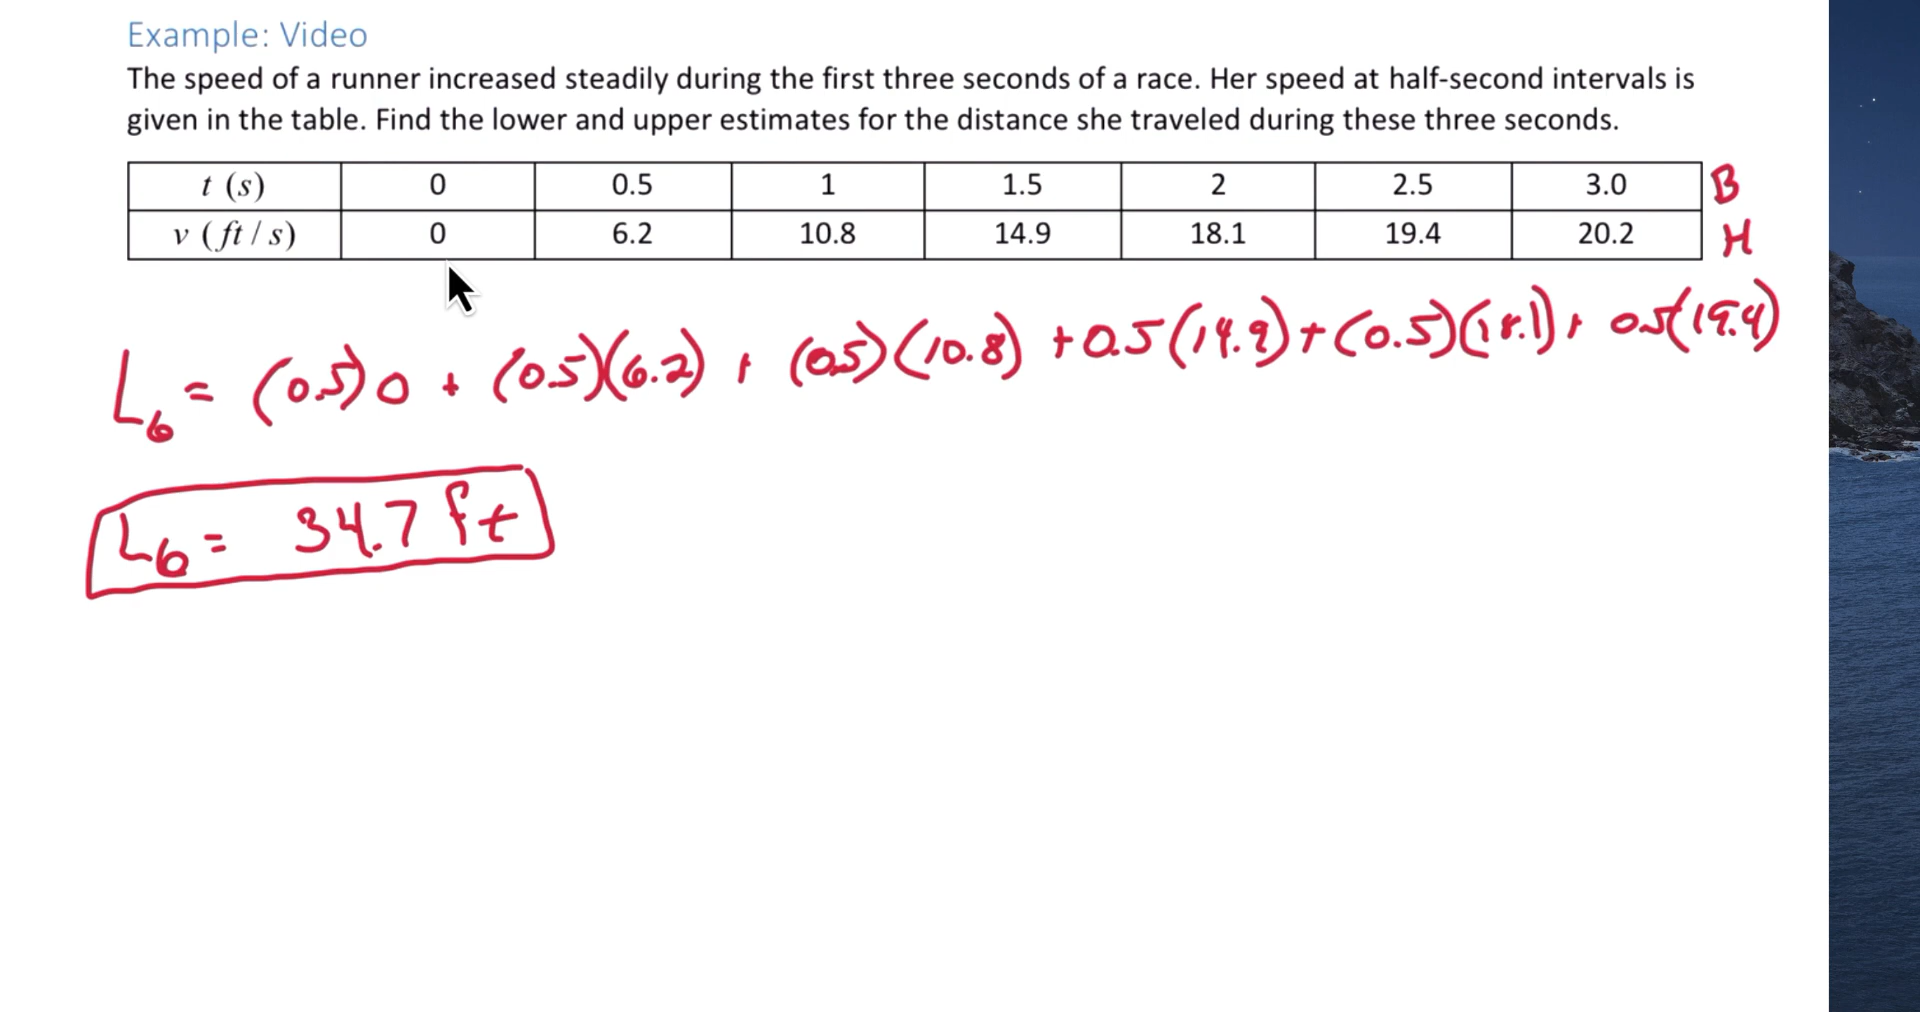 Example: Video
The speed of a runner increased steadily during the first three seconds of a race. Her speed at half-second intervals is
given in the table. Find the lower and upper estimates for the distance she traveled during these three seconds.
t (s) 0 0.5 1 1.5 2 2.5 3.0 B
v (ft / s) 0 6.2 10.8 14.9 18.1 19.4 20.2 H
L₆ = (0.5)0 + (0.5)(6.2) + (0.5)(10.8) + 0.5(14.9) + (0.5)(18.1) + 0.5(19.4)
L₆ = 34.7 ft